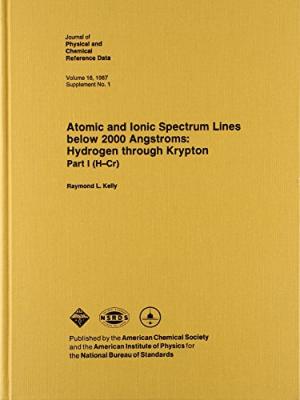 Journal of
Physical and
Chemical
Reference Data
Volume 16, 1987
Supplement No. 1
Atomic and Ionic Spectrum Lines
below 2000 Angstroms:
Hydrogen through Krypton
Part I (H–Cr)
Raymond L. Kelly
NSRDS
Published by the American Chemical Society
and the American Institute of Physics for
the National Bureau of Standards